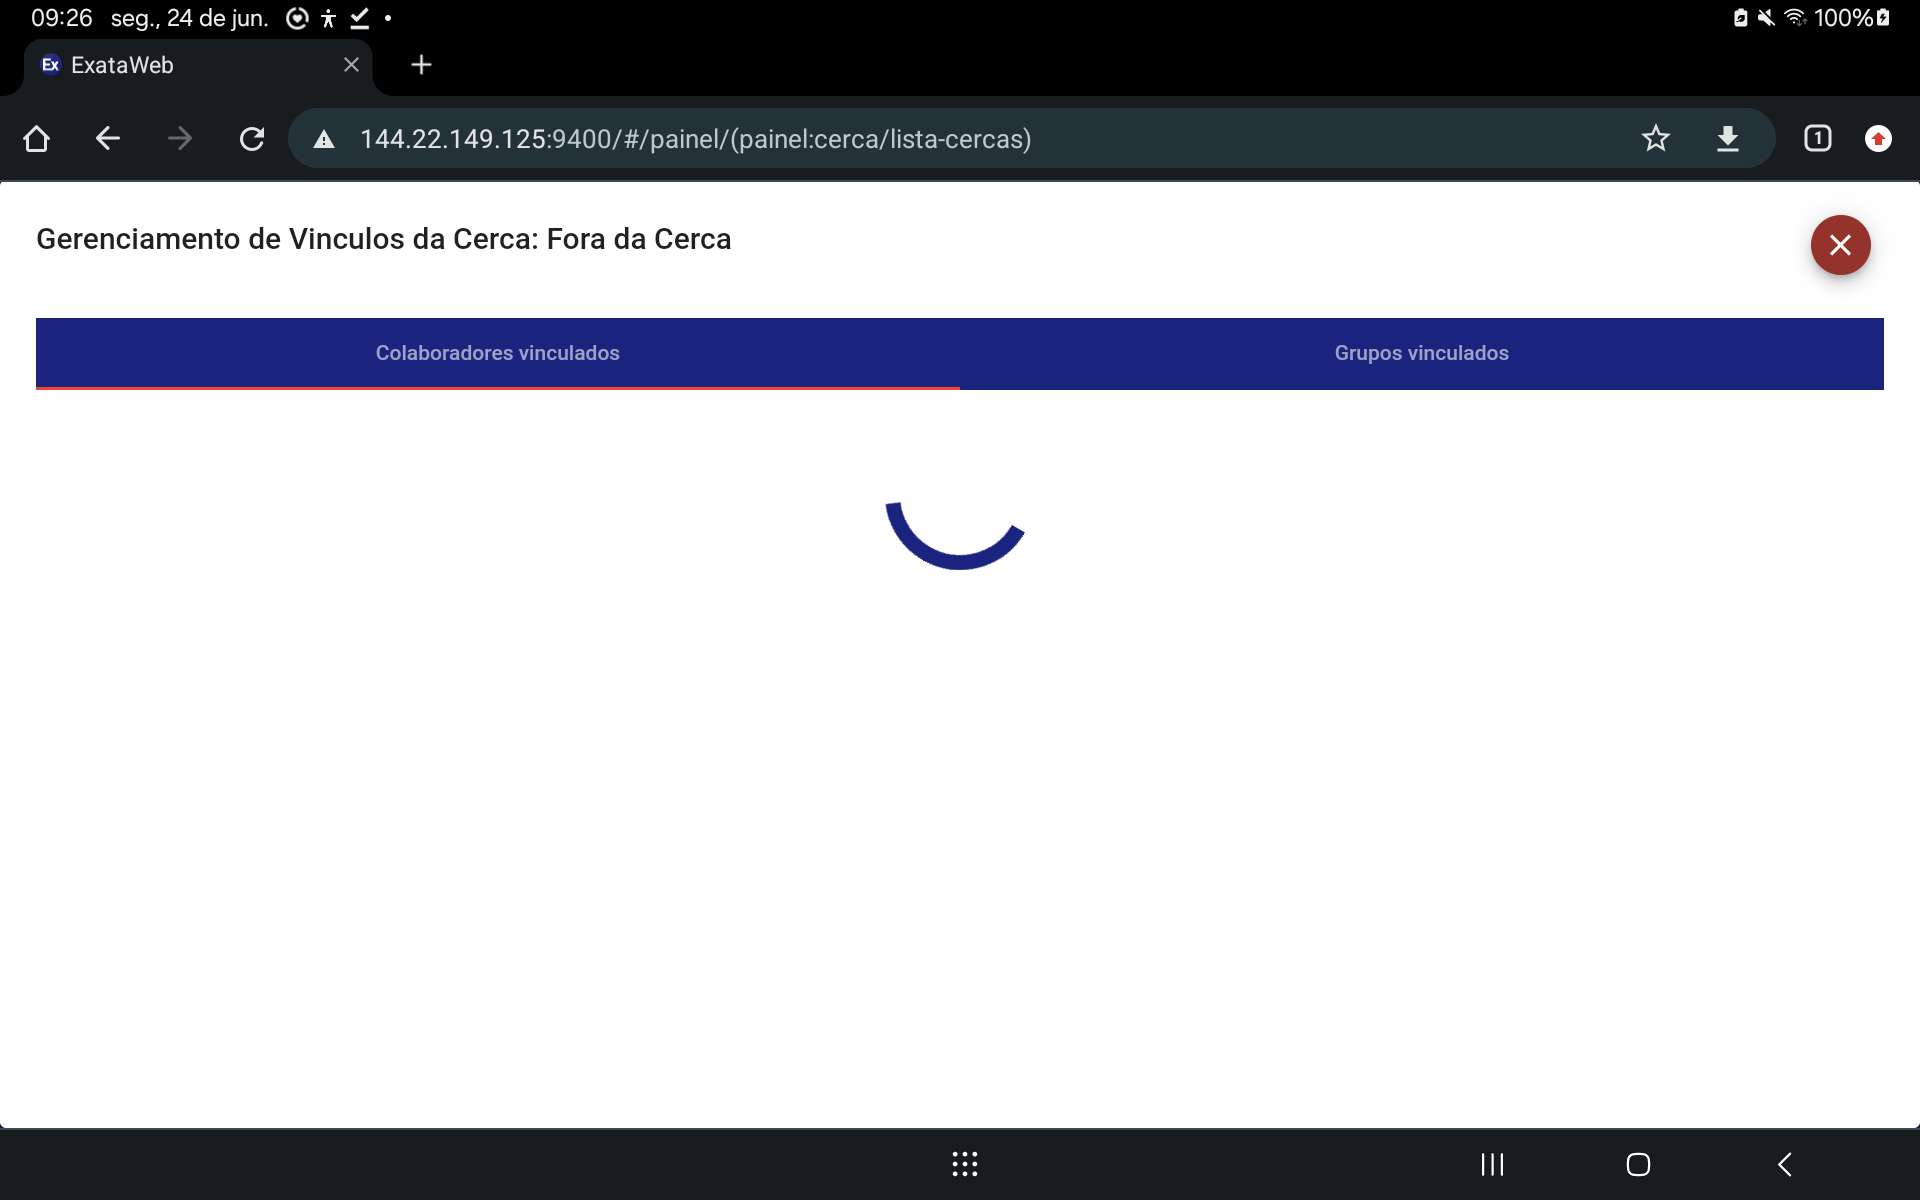 09:26 seg., 24 de jun. 100%
Ex ExataWeb
144.22.149.125:9400/#/painel/(painel:cerca/lista-cercas) 1
Gerenciamento de Vinculos da Cerca: Fora da Cerca
Colaboradores vinculados Grupos vinculados